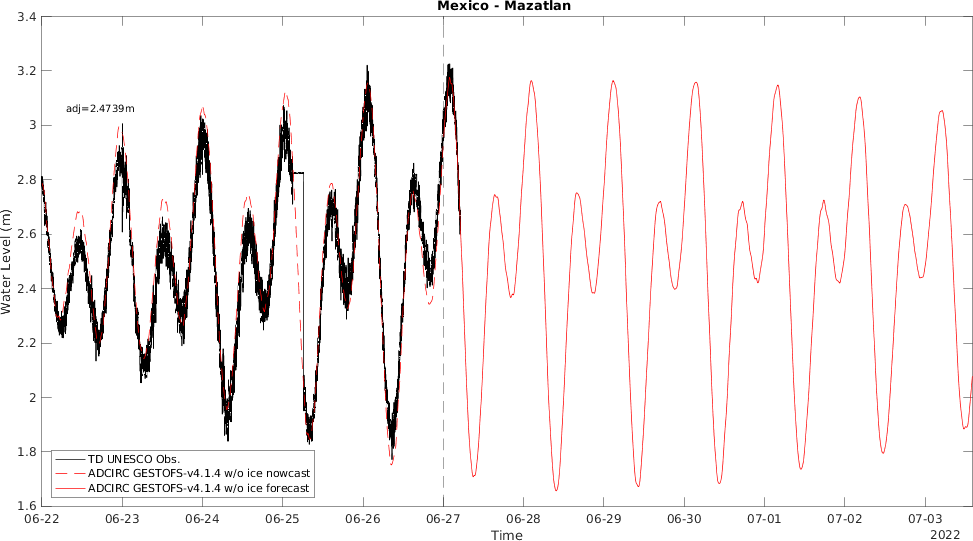 Mexico - Mazatlan
3.4
3.2
3
2.8
2.6
2.4
2.2
2
1.8
1.6
Water Level (m)
adj=2.4739m
TD UNESCO Obs.
ADCIRC GESTOFS-v4.1.4 w/o ice nowcast
ADCIRC GESTOFS-v4.1.4 w/o ice forecast
06-22 06-23 06-24 06-25 06-26 06-27 06-28 06-29 06-30 07-01 07-02 07-03
Time
2022